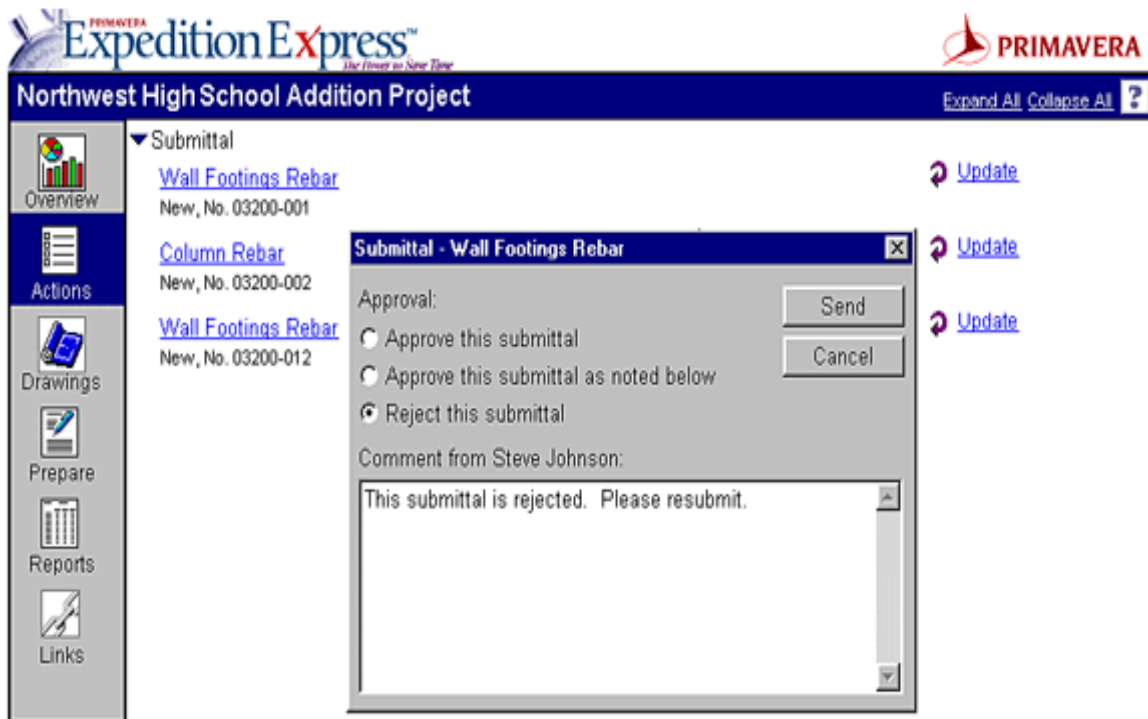 PRIMAVERA
Expedition Express™
The Power to Save Time
PRIMAVERA
Northwest High School Addition Project
Expand All Collapse All ?
Overview
Actions
Drawings
Prepare
Reports
Links
Submittal
Wall Footings Rebar
New, No. 03200-001
Update
Column Rebar
New, No. 03200-002
Update
Wall Footings Rebar
New, No. 03200-012
Update
Submittal - Wall Footings Rebar
Approval:
Approve this submittal
Approve this submittal as noted below
Reject this submittal
Send
Cancel
Comment from Steve Johnson:
This submittal is rejected.  Please resubmit.